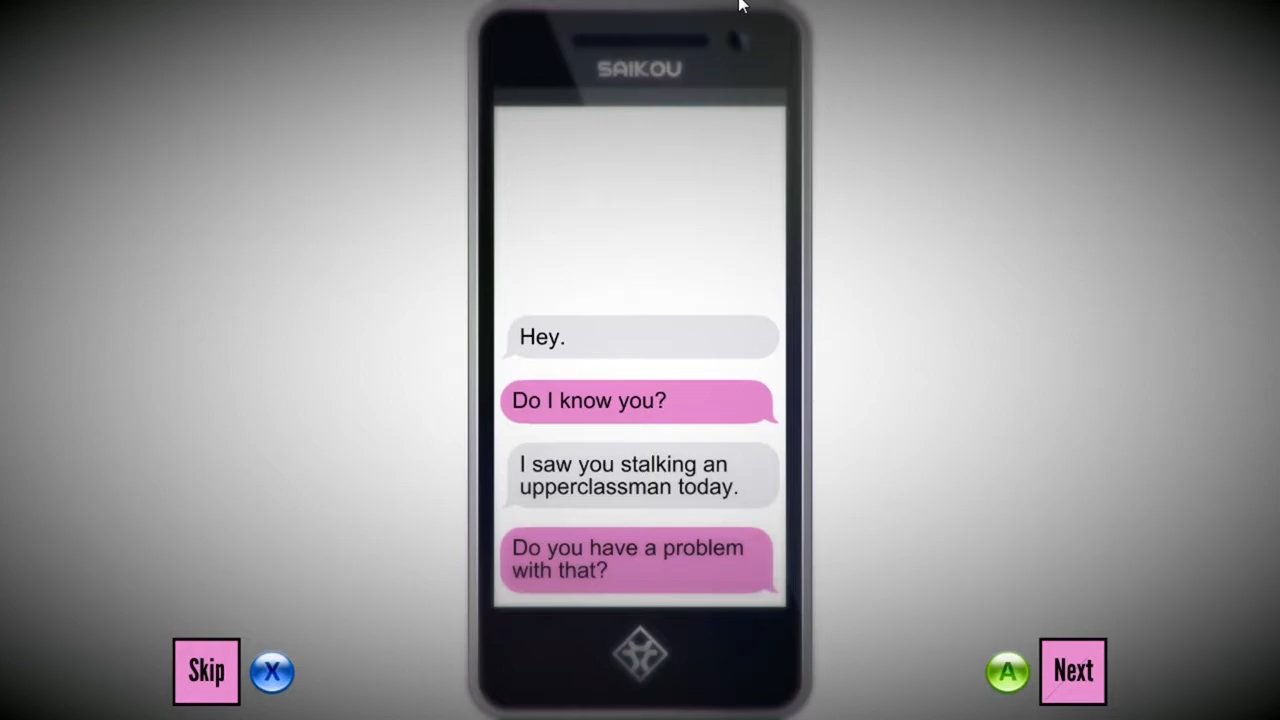 SAIKOU
Hey.
Do I know you?
I saw you stalking an
upperclassman today.
Do you have a problem
with that?
Skip X
A Next